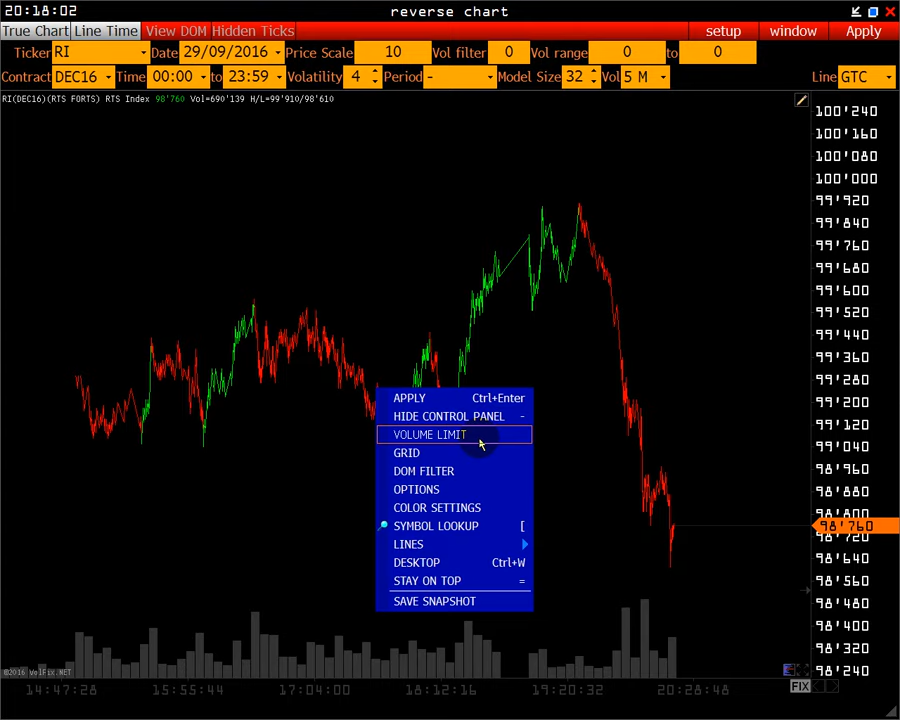 20:18:02 reverse chart
True Chart Line Time View DOM Hidden Ticks setup window Apply
Ticker RI Date 29/09/2016 Price Scale 10 Vol filter 0 Vol range 0 to 0
Contract DEC16 Time 00:00 to 23:59 Volatility 4 Period - Model Size 32 Vol 5 M Line GTC
RI(DEC16)(RTS FORTS) RTS Index 98'760 Vol=690'139 H/L=99'910/98'610
100'240
100'160
100'080
100'000
99'920
99'840
99'760
99'680
99'600
99'520
99'440
99'360
99'280
99'200
99'120
99'040
98'960
98'880
98'800
98'760
98'720
98'640
98'560
98'480
98'400
98'320
98'240
APPLY Ctrl+Enter
HIDE CONTROL PANEL -
VOLUME LIMIT
GRID
DOM FILTER
OPTIONS
COLOR SETTINGS
SYMBOL LOOKUP [
LINES
DESKTOP Ctrl+W
STAY ON TOP =
SAVE SNAPSHOT
©2016 VolFix.NET
FIX
14:47:28 15:55:44 17:04:00 18:12:16 19:20:32 20:28:48